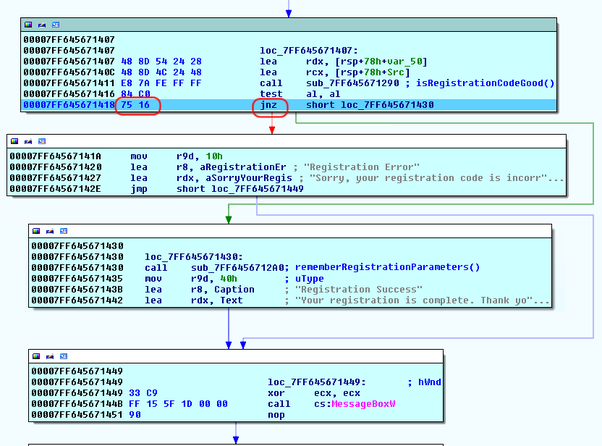 00007FF645671407
00007FF645671407 loc_7FF645671407:
00007FF645671407 48 8D 54 24 28 lea rdx, [rsp+78h+var_50]
00007FF64567140C 48 8D 4C 24 48 lea rcx, [rsp+78h+Src]
00007FF645671411 E8 7A FE FF FF call sub_7FF645671290 ; isRegistrationCodeGood()
00007FF645671416 84 C0 test al, al
00007FF645671418 75 16 jnz short loc_7FF645671430
00007FF64567141A mov r9d, 10h
00007FF645671420 lea r8, aRegistrationEr ; "Registration Error"
00007FF645671427 lea rdx, aSorryYourRegis ; "Sorry, your registration code is incorr"...
00007FF64567142E jmp short loc_7FF645671449
00007FF645671430
00007FF645671430 loc_7FF645671430:
00007FF645671430 call sub_7FF6456712A0; rememberRegistrationParameters()
00007FF645671435 mov r9d, 40h ; uType
00007FF64567143B lea r8, Caption ; "Registration Success"
00007FF645671442 lea rdx, Text ; "Your registration is complete. Thank yo"...
00007FF645671449
00007FF645671449 loc_7FF645671449: ; hWnd
00007FF645671449 33 C9 xor ecx, ecx
00007FF64567144B FF 15 5F 1D 00 00 call cs:MessageBoxW
00007FF645671451 90 nop